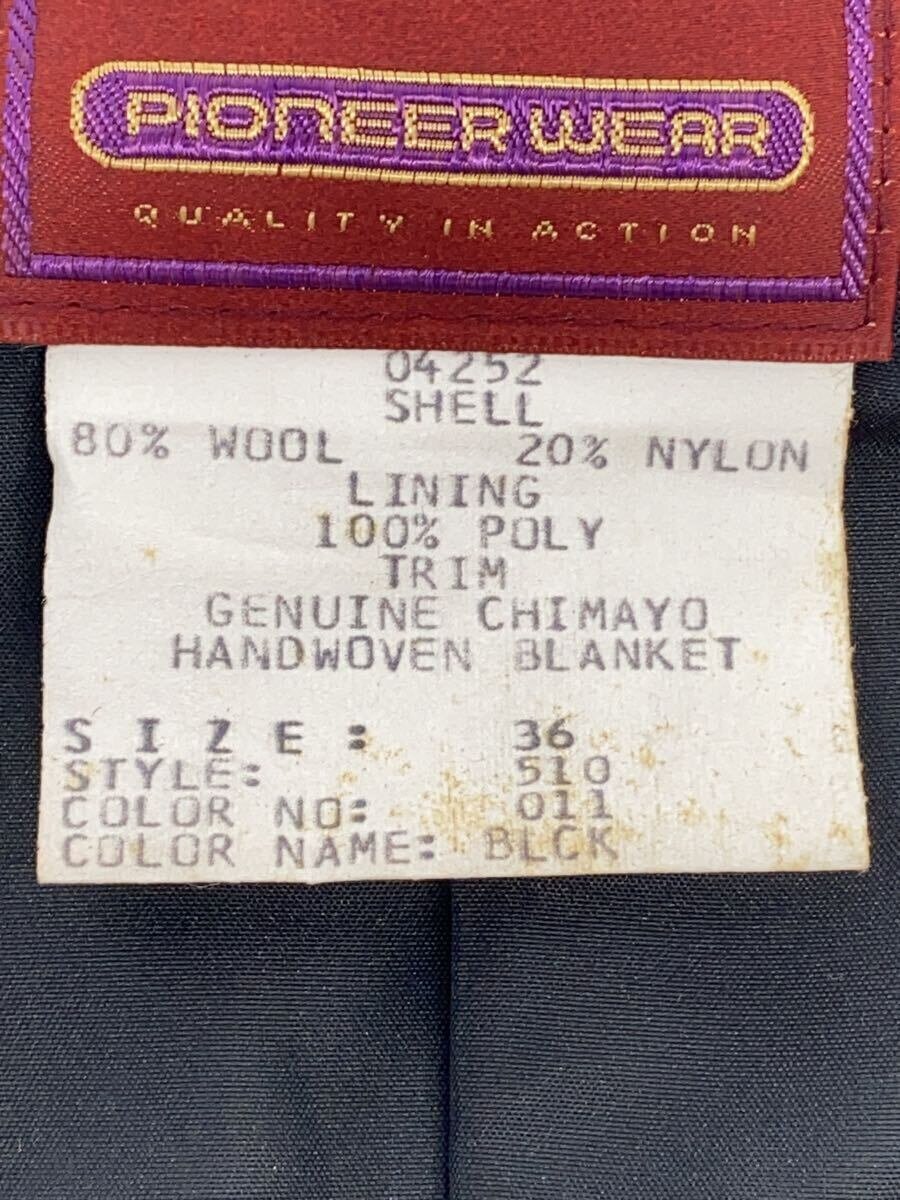 PIONEER WEAR
QUALITY IN ACTION
04252
SHELL
80% WOOL 20% NYLON
LINING
100% POLY
TRIM
GENUINE CHIMAYO
HANDWOVEN BLANKET
SIZE: 36
STYLE: 510
COLOR NO: 011
COLOR NAME: BLCK